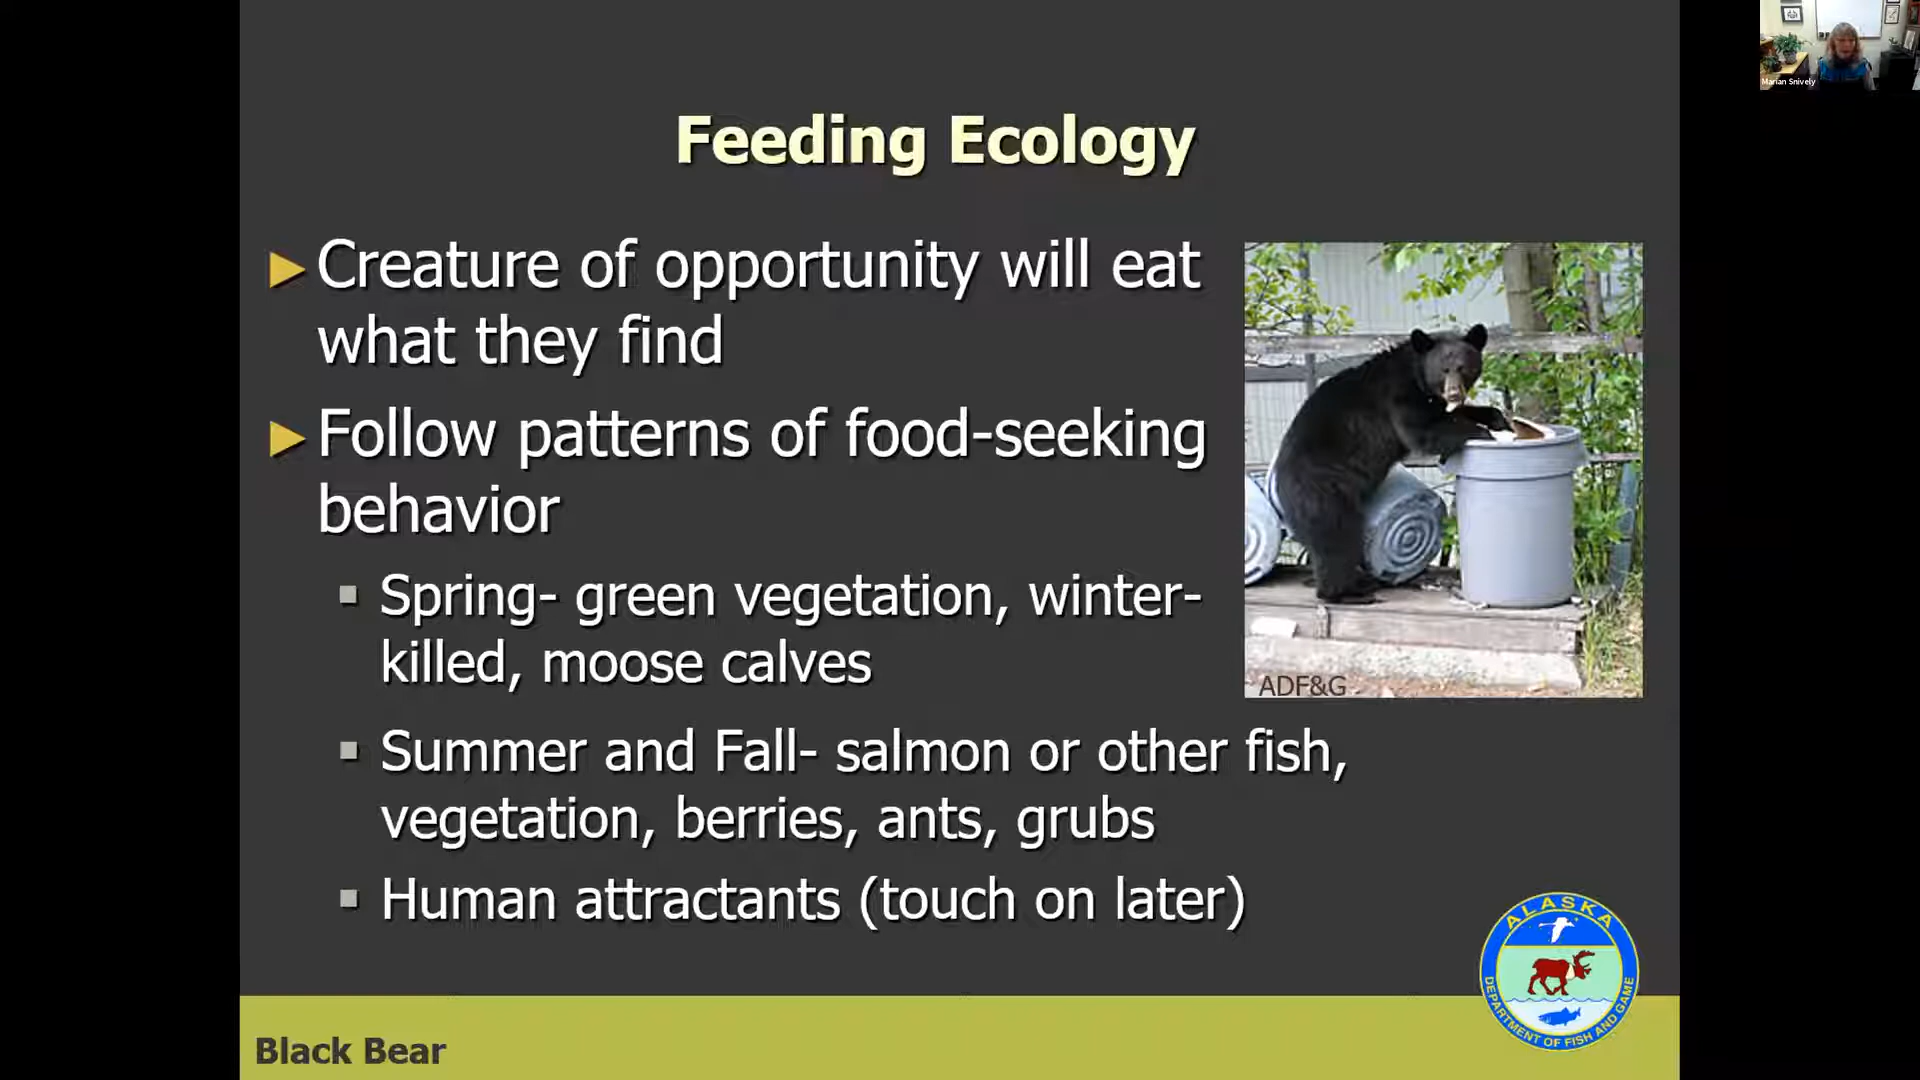 Marian Snively
Feeding Ecology
Creature of opportunity will eat
what they find
Follow patterns of food-seeking
behavior
Spring- green vegetation, winter-
killed, moose calves
Summer and Fall- salmon or other fish,
vegetation, berries, ants, grubs
Human attractants (touch on later)
ADF&G
ALASKA
DEPARTMENT OF FISH AND GAME
Black Bear